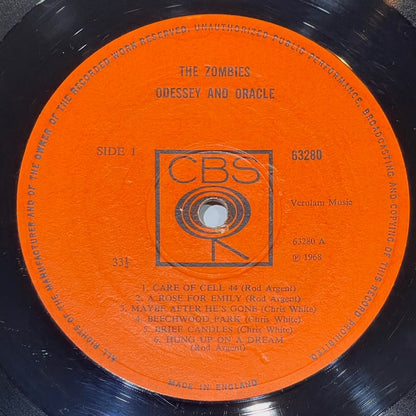 ALL RIGHTS OF THE MANUFACTURER AND OF THE OWNER OF THE RECORDED WORK RESERVED. UNAUTHORIZED PUBLIC PERFORMANCE, BROADCASTING AND COPYING OF THIS RECORD PROHIBITED.
THE ZOMBIES
ODESSEY AND ORACLE
SIDE 1
CBS
63280
Verulam Music
33⅓
63280 A
℗ 1968
1. CARE OF CELL 44 (Rod Argent)
2. A ROSE FOR EMILY (Rod Argent)
3. MAYBE AFTER HE'S GONE (Chris White)
4. BEECHWOOD PARK (Chris White)
5. BRIEF CANDLES (Chris White)
6. HUNG UP ON A DREAM
(Rod Argent)
MADE IN ENGLAND